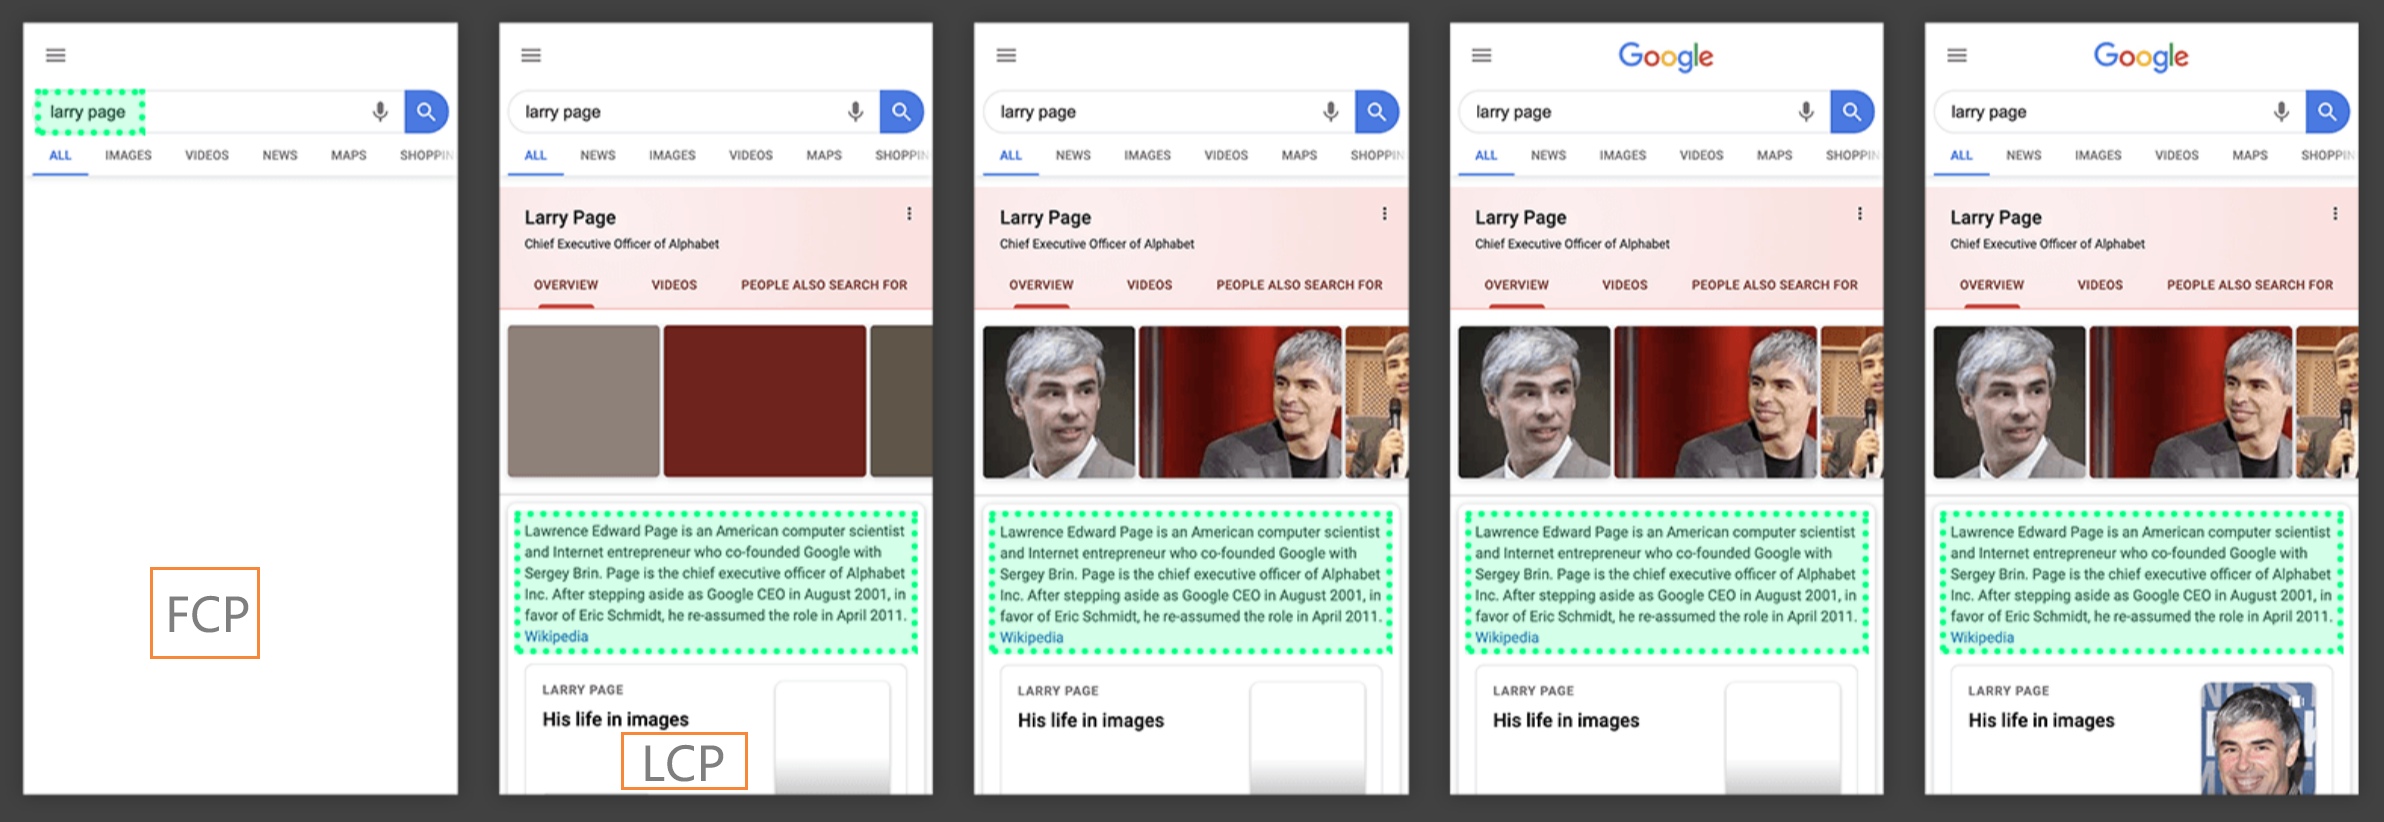 larry page
ALL IMAGES VIDEOS NEWS MAPS SHOPPIN
FCP
larry page
ALL NEWS IMAGES VIDEOS MAPS SHOPPIN
Larry Page
Chief Executive Officer of Alphabet
OVERVIEW VIDEOS PEOPLE ALSO SEARCH FOR
Lawrence Edward Page is an American computer scientist
and Internet entrepreneur who co-founded Google with
Sergey Brin. Page is the chief executive officer of Alphabet
Inc. After stepping aside as Google CEO in August 2001, in
favor of Eric Schmidt, he re-assumed the role in April 2011.
Wikipedia
LARRY PAGE
His life in images
LCP
larry page
ALL NEWS IMAGES VIDEOS MAPS SHOPPIN
Larry Page
Chief Executive Officer of Alphabet
OVERVIEW VIDEOS PEOPLE ALSO SEARCH FOR
Lawrence Edward Page is an American computer scientist
and Internet entrepreneur who co-founded Google with
Sergey Brin. Page is the chief executive officer of Alphabet
Inc. After stepping aside as Google CEO in August 2001, in
favor of Eric Schmidt, he re-assumed the role in April 2011.
Wikipedia
LARRY PAGE
His life in images
Google
larry page
ALL NEWS IMAGES VIDEOS MAPS SHOPPIN
Larry Page
Chief Executive Officer of Alphabet
OVERVIEW VIDEOS PEOPLE ALSO SEARCH FOR
Lawrence Edward Page is an American computer scientist
and Internet entrepreneur who co-founded Google with
Sergey Brin. Page is the chief executive officer of Alphabet
Inc. After stepping aside as Google CEO in August 2001, in
favor of Eric Schmidt, he re-assumed the role in April 2011.
Wikipedia
LARRY PAGE
His life in images
Google
larry page
ALL NEWS IMAGES VIDEOS MAPS SHOPPIN
Larry Page
Chief Executive Officer of Alphabet
OVERVIEW VIDEOS PEOPLE ALSO SEARCH FOR
Lawrence Edward Page is an American computer scientist
and Internet entrepreneur who co-founded Google with
Sergey Brin. Page is the chief executive officer of Alphabet
Inc. After stepping aside as Google CEO in August 2001, in
favor of Eric Schmidt, he re-assumed the role in April 2011.
Wikipedia
LARRY PAGE
His life in images